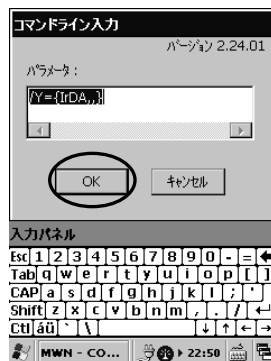 コマンドライン入力
バージョン 2.24.01
パラメータ：
/Y={IrDA,,}
OK キャンセル
入力パネル
Esc 1 2 3 4 5 6 7 8 9 0 - = ←
Tab q w e r t y u i o p [ ]
CAP a s d f g h j k l ; '
Shift z x c v b n m , . / ↵
Ctl áü ` \ ↓ ↑ ← →
MWN - CO... 22:50